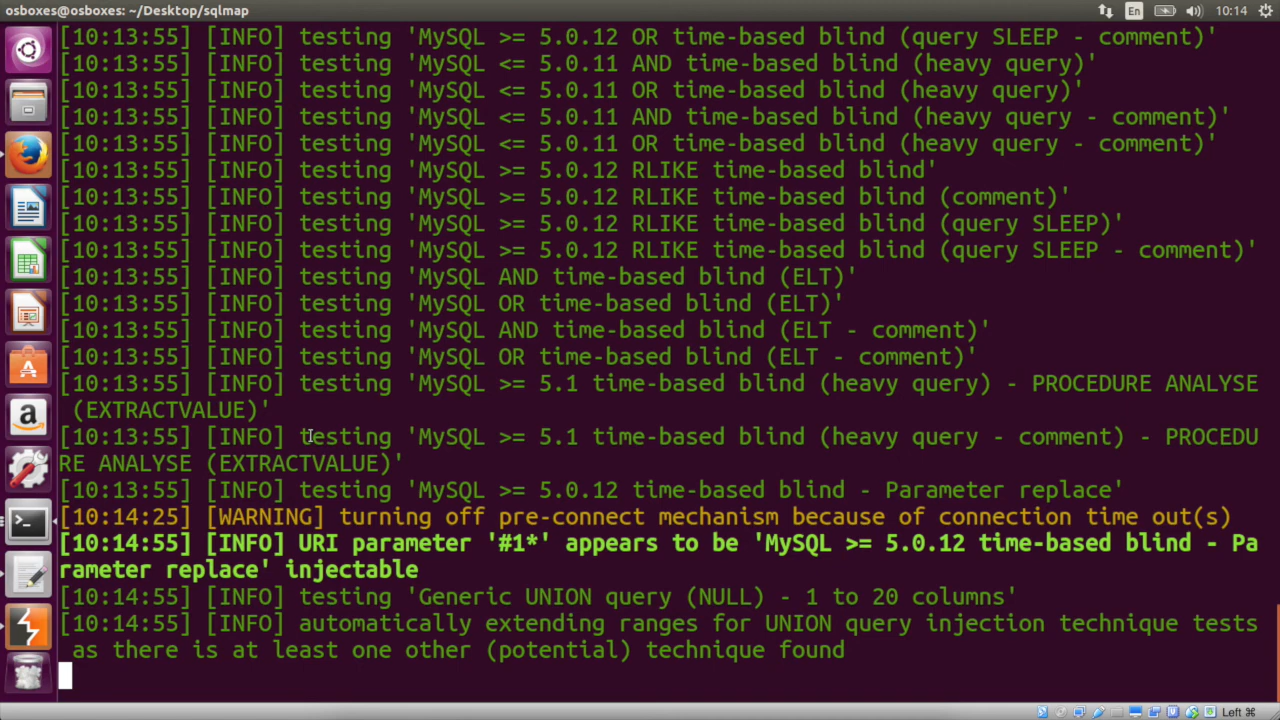 osboxes@osboxes: ~/Desktop/sqlmap
En
10:14
[10:13:55] [INFO] testing 'MySQL >= 5.0.12 OR time-based blind (query SLEEP - comment)'
[10:13:55] [INFO] testing 'MySQL <= 5.0.11 AND time-based blind (heavy query)'
[10:13:55] [INFO] testing 'MySQL <= 5.0.11 OR time-based blind (heavy query)'
[10:13:55] [INFO] testing 'MySQL <= 5.0.11 AND time-based blind (heavy query - comment)'
[10:13:55] [INFO] testing 'MySQL <= 5.0.11 OR time-based blind (heavy query - comment)'
[10:13:55] [INFO] testing 'MySQL >= 5.0.12 RLIKE time-based blind'
[10:13:55] [INFO] testing 'MySQL >= 5.0.12 RLIKE time-based blind (comment)'
[10:13:55] [INFO] testing 'MySQL >= 5.0.12 RLIKE time-based blind (query SLEEP)'
[10:13:55] [INFO] testing 'MySQL >= 5.0.12 RLIKE time-based blind (query SLEEP - comment)'
[10:13:55] [INFO] testing 'MySQL AND time-based blind (ELT)'
[10:13:55] [INFO] testing 'MySQL OR time-based blind (ELT)'
[10:13:55] [INFO] testing 'MySQL AND time-based blind (ELT - comment)'
[10:13:55] [INFO] testing 'MySQL OR time-based blind (ELT - comment)'
[10:13:55] [INFO] testing 'MySQL >= 5.1 time-based blind (heavy query) - PROCEDURE ANALYSE
(EXTRACTVALUE)'
[10:13:55] [INFO] testing 'MySQL >= 5.1 time-based blind (heavy query - comment) - PROCEDU
RE ANALYSE (EXTRACTVALUE)'
[10:13:55] [INFO] testing 'MySQL >= 5.0.12 time-based blind - Parameter replace'
[10:14:25] [WARNING] turning off pre-connect mechanism because of connection time out(s)
[10:14:55] [INFO] URI parameter '#1*' appears to be 'MySQL >= 5.0.12 time-based blind - Pa
rameter replace' injectable
[10:14:55] [INFO] testing 'Generic UNION query (NULL) - 1 to 20 columns'
[10:14:55] [INFO] automatically extending ranges for UNION query injection technique tests
as there is at least one other (potential) technique found
Left ⌘